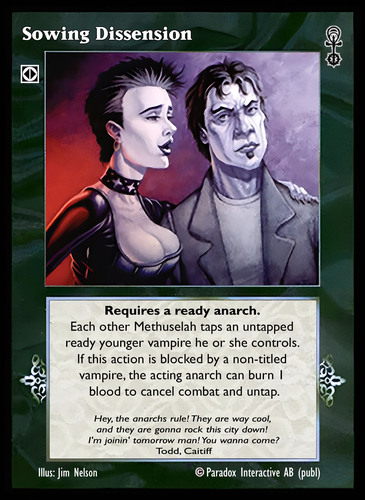 Sowing Dissension
Requires a ready anarch.
Each other Methuselah taps an untapped
ready younger vampire he or she controls.
If this action is blocked by a non-titled
vampire, the acting anarch can burn 1
blood to cancel combat and untap.
Hey, the anarchs rule! They are way cool,
and they are gonna rock this city down!
I'm joinin' tomorrow man! You wanna come?
Todd, Caitiff
Illus: Jim Nelson
© Paradox Interactive AB (publ)